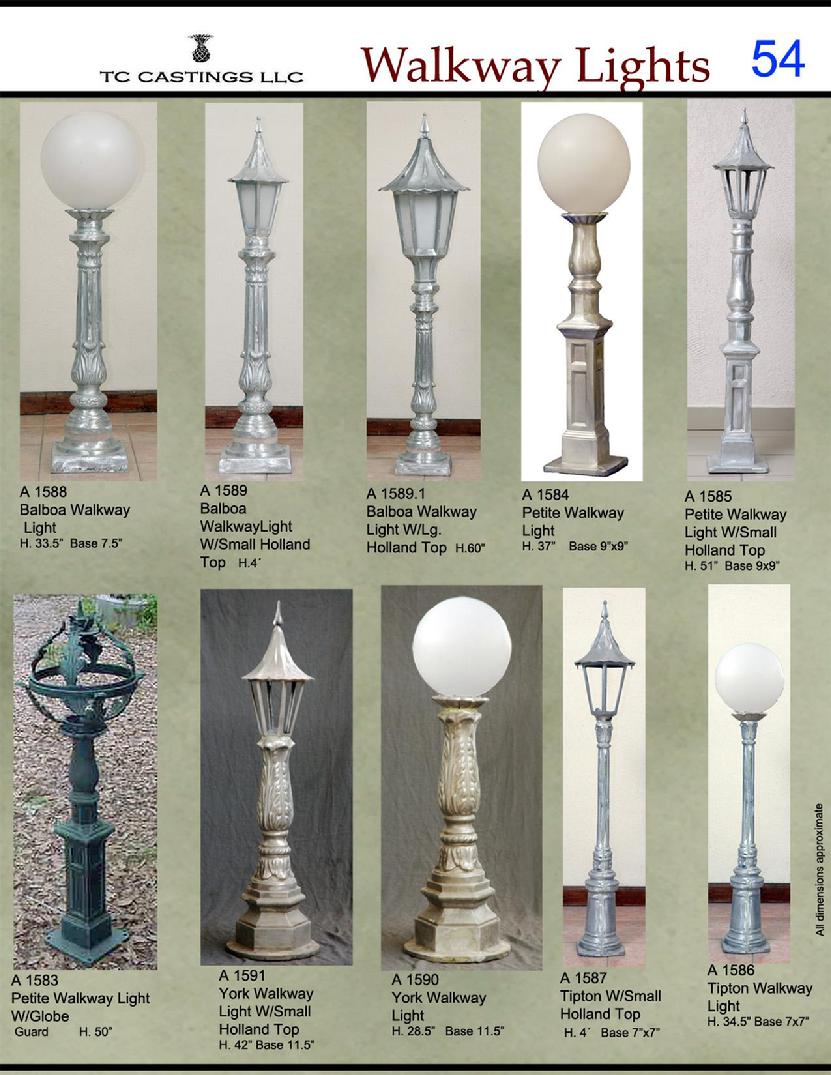 TC CASTINGS LLC
Walkway Lights
54
A 1588
Balboa Walkway
Light
H. 33.5" Base 7.5"
A 1589
Balboa
WalkwayLight
W/Small Holland
Top H.4'
A 1589.1
Balboa Walkway
Light W/Lg.
Holland Top H.60"
A 1584
Petite Walkway
Light
H. 37" Base 9"x9"
A 1585
Petite Walkway
Light W/Small
Holland Top
H. 51" Base 9x9"
A 1583
Petite Walkway Light
W/Globe
Guard H. 50"
A 1591
York Walkway
Light W/Small
Holland Top
H. 42" Base 11.5"
A 1590
York Walkway
Light
H. 28.5" Base 11.5"
A 1587
Tipton W/Small
Holland Top
H. 4' Base 7"x7"
A 1586
Tipton Walkway
Light
H. 34.5" Base 7x7"
All dimensions approximate